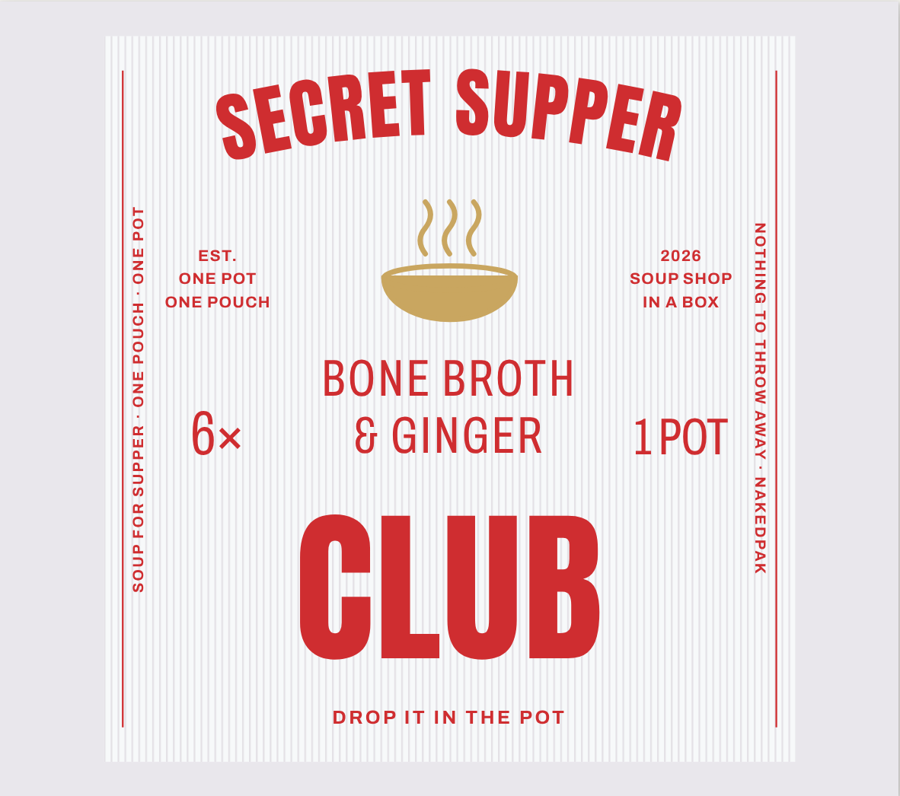 SECRET SUPPER
EST.
ONE POT
ONE POUCH
2026
SOUP SHOP
IN A BOX
SOUP FOR SUPPER · ONE POUCH · ONE POT
NOTHING TO THROW AWAY · NAKEDPAK
BONE BROTH
& GINGER
6×
1 POT
CLUB
DROP IT IN THE POT